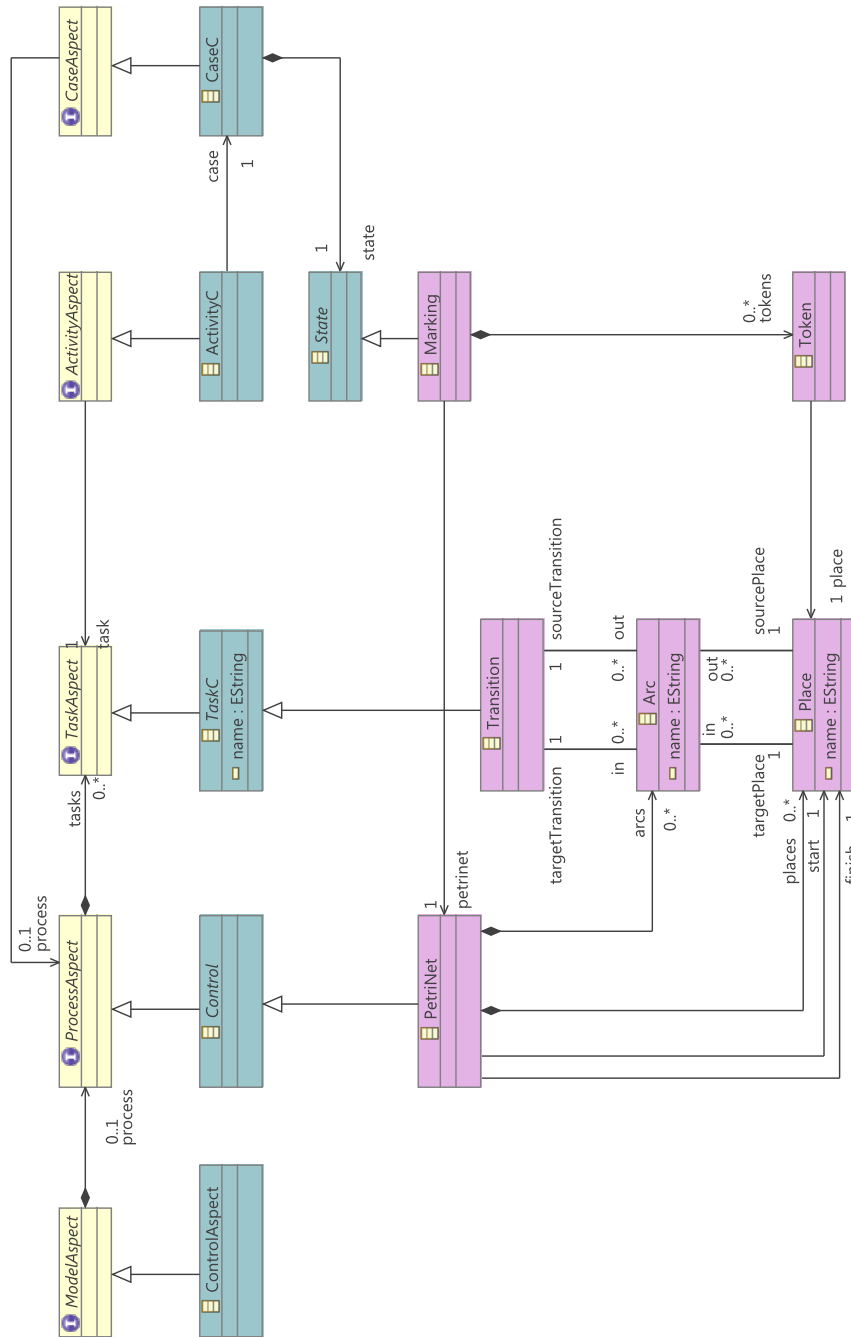 0..1
process
ModelAspect
ProcessAspect
tasks
0..*
TaskAspect
1
task
ActivityAspect
CaseAspect
0..1
process
ControlAspect
Control
TaskC
name : EString
ActivityC
case
1
CaseC
State
1
state
PetriNet
1
petrinet
Marking
Transition
targetTransition
1
1
sourceTransition
in
0..*
0..*
out
arcs
0..*
Arc
name : EString
in
0..*
out
0..*
targetPlace
1
sourcePlace
1
0..*
tokens
places
0..*
start
1
Place
name : EString
Token
1
place
finish
1